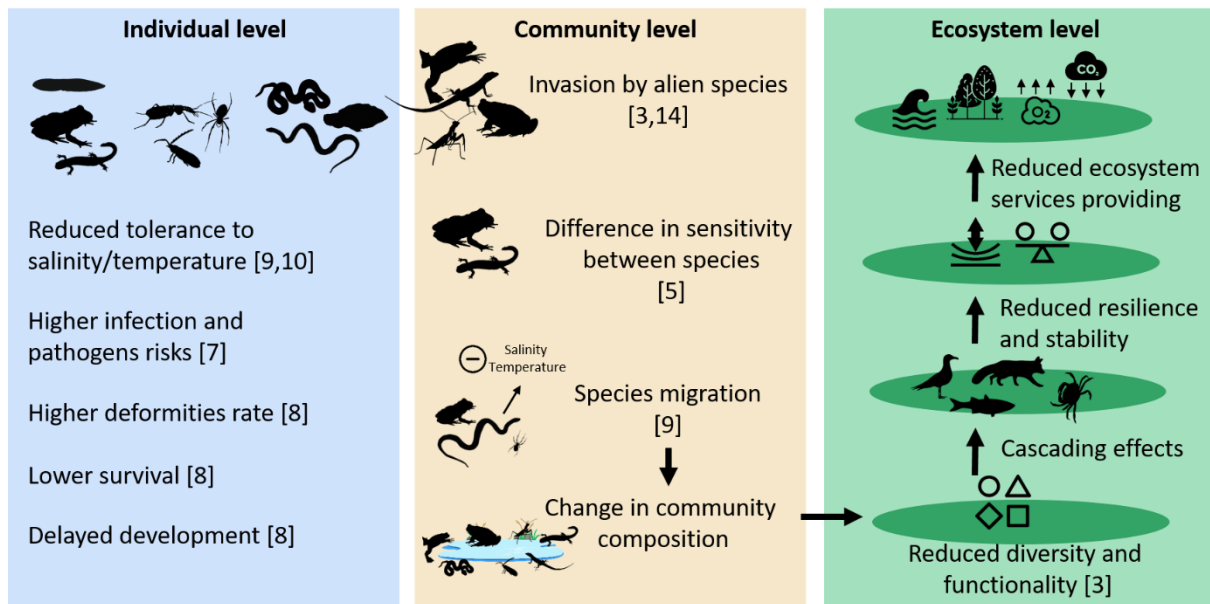 Individual level
Reduced tolerance to
salinity/temperature [9,10]
Higher infection and
pathogens risks [7]
Higher deformities rate [8]
Lower survival [8]
Delayed development [8]
Community level
Invasion by alien species
[3,14]
Difference in sensitivity
between species
[5]
Salinity
Temperature
Species migration
[9]
Change in community
composition
Ecosystem level
CO₂
O₂
Reduced ecosystem
services providing
Reduced resilience
and stability
Cascading effects
Reduced diversity and
functionality [3]